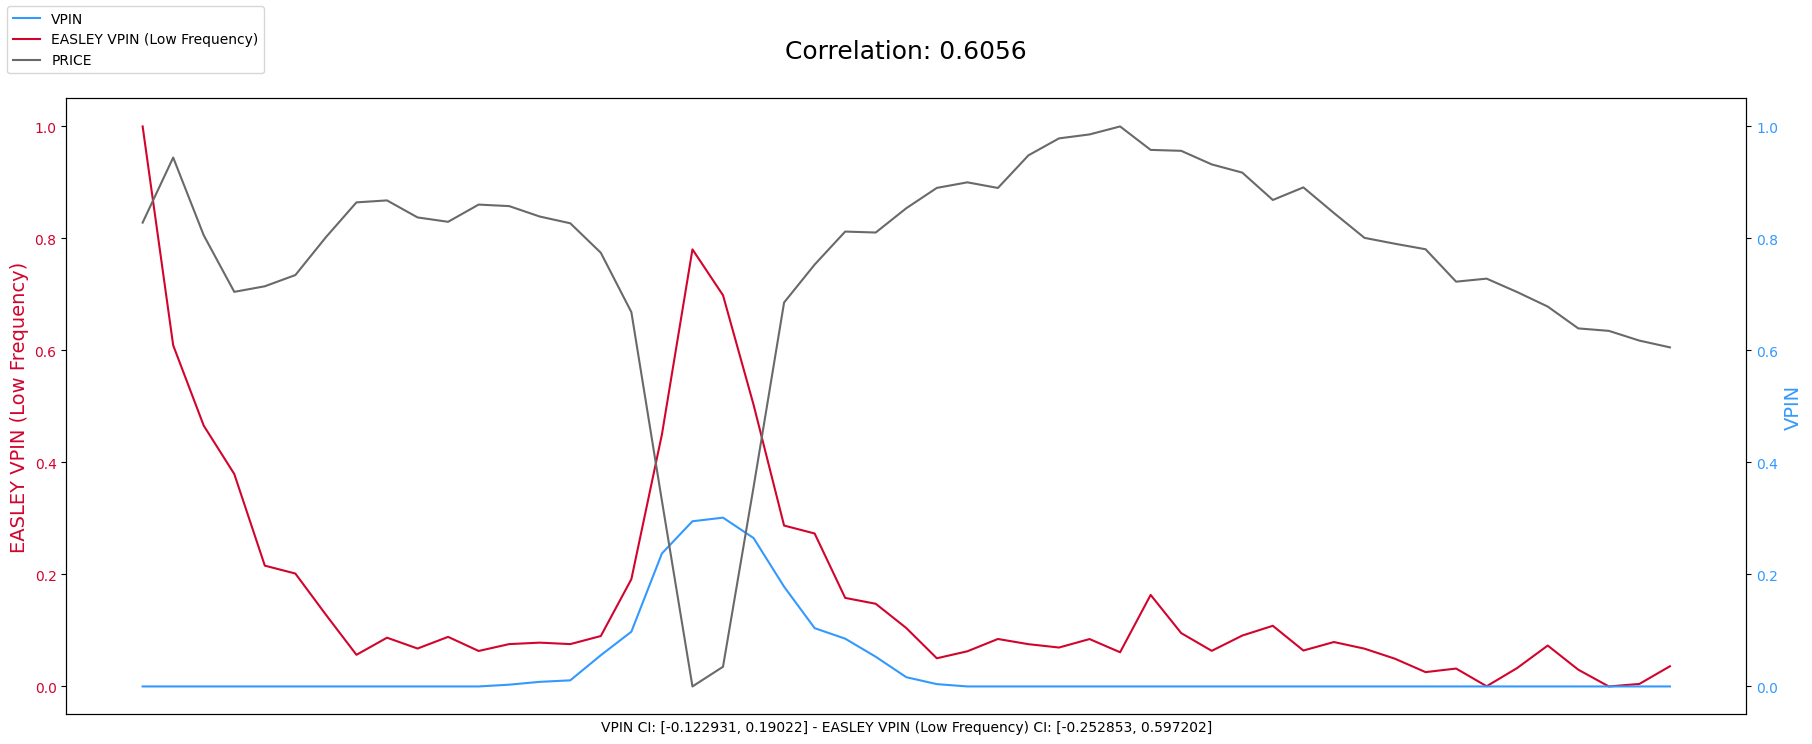 VPIN
EASLEY VPIN (Low Frequency)
PRICE
Correlation: 0.6056
EASLEY VPIN (Low Frequency)
1.0
0.8
0.6
0.4
0.2
0.0
1.0
0.8
0.6
0.4
0.2
0.0
VPIN
VPIN CI: [-0.122931, 0.19022] - EASLEY VPIN (Low Frequency) CI: [-0.252853, 0.597202]